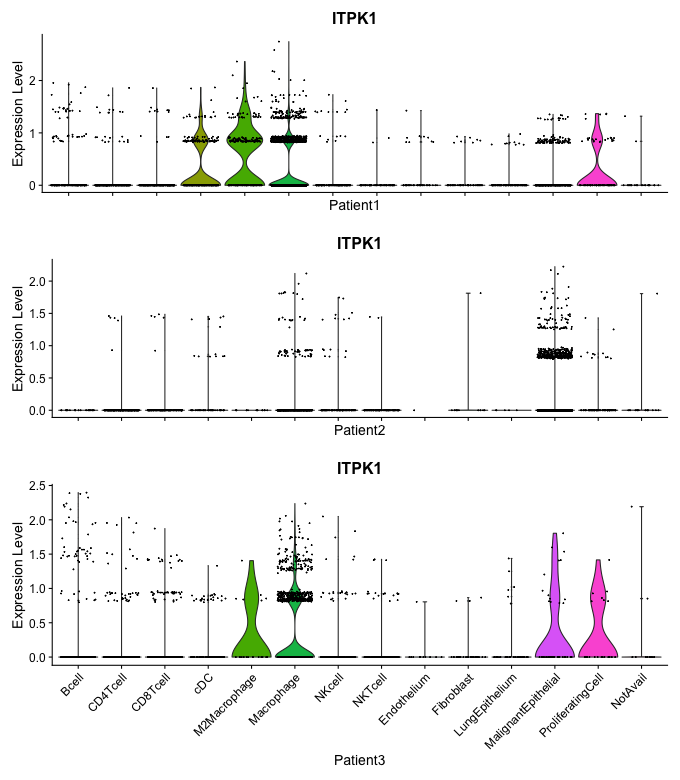 ITPK1
Expression Level
2
1
0
Patient1
ITPK1
Expression Level
2.0
1.5
1.0
0.5
0.0
Patient2
ITPK1
Expression Level
2.5
2.0
1.5
1.0
0.5
0.0
Bcell
CD4Tcell
CD8Tcell
cDC
M2Macrophage
Macrophage
NKcell
NKTcell
Endothelium
Fibroblast
LungEpithelium
MalignantEpithelial
ProliferatingCell
NotAvail
Patient3